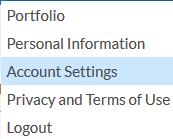 Portfolio
Personal Information
Account Settings
Privacy and Terms of Use
Logout